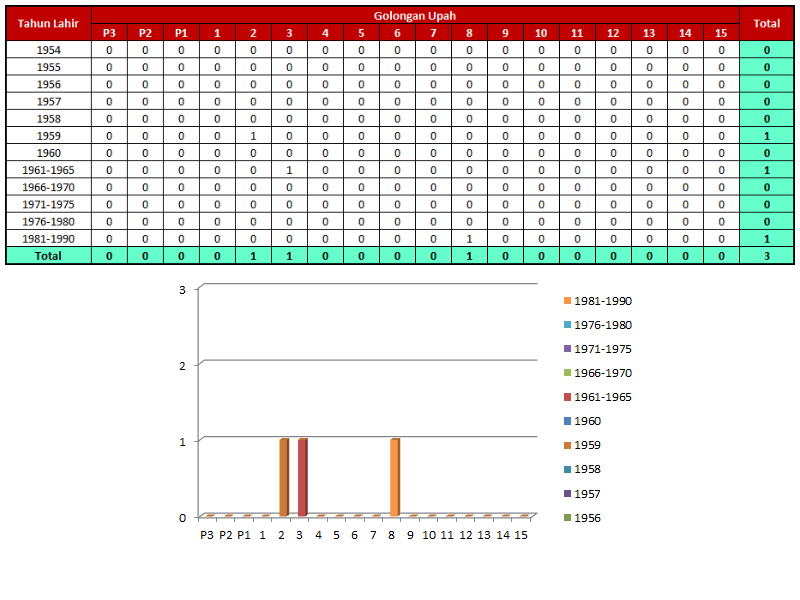 Tahun Lahir Golongan Upah Total
P3 P2 P1 1 2 3 4 5 6 7 8 9 10 11 12 13 14 15
1954 0 0 0 0 0 0 0 0 0 0 0 0 0 0 0 0 0 0 0
1955 0 0 0 0 0 0 0 0 0 0 0 0 0 0 0 0 0 0 0
1956 0 0 0 0 0 0 0 0 0 0 0 0 0 0 0 0 0 0 0
1957 0 0 0 0 0 0 0 0 0 0 0 0 0 0 0 0 0 0 0
1958 0 0 0 0 0 0 0 0 0 0 0 0 0 0 0 0 0 0 0
1959 0 0 0 0 1 0 0 0 0 0 0 0 0 0 0 0 0 0 1
1960 0 0 0 0 0 0 0 0 0 0 0 0 0 0 0 0 0 0 0
1961-1965 0 0 0 0 0 1 0 0 0 0 0 0 0 0 0 0 0 0 1
1966-1970 0 0 0 0 0 0 0 0 0 0 0 0 0 0 0 0 0 0 0
1971-1975 0 0 0 0 0 0 0 0 0 0 0 0 0 0 0 0 0 0 0
1976-1980 0 0 0 0 0 0 0 0 0 0 0 0 0 0 0 0 0 0 0
1981-1990 0 0 0 0 0 0 0 0 0 0 1 0 0 0 0 0 0 0 1
Total 0 0 0 0 1 1 0 0 0 0 1 0 0 0 0 0 0 0 3
3
2
1
0
P3 P2 P1 1 2 3 4 5 6 7 8 9 10 11 12 13 14 15
1981-1990
1976-1980
1971-1975
1966-1970
1961-1965
1960
1959
1958
1957
1956